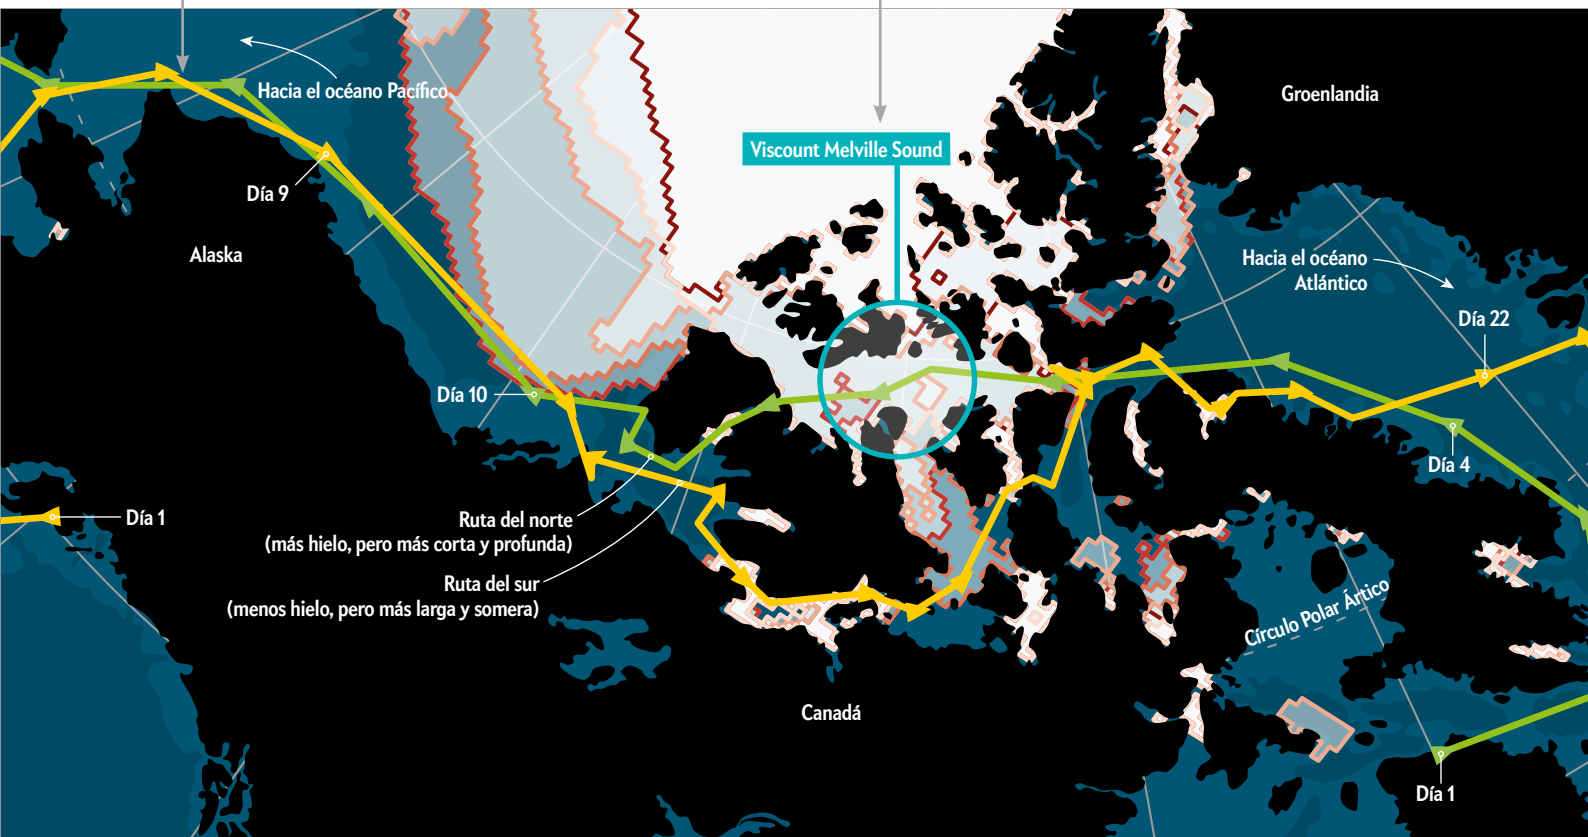 Hacia el océano Pacífico
Groenlandia
Viscount Melville Sound
Día 9
Alaska
Hacia el océano
Atlántico
Día 22
Día 10
Día 4
Día 1
Ruta del norte
(más hielo, pero más corta y profunda)
Ruta del sur
(menos hielo, pero más larga y somera)
Círculo Polar Ártico
Canadá
Día 1